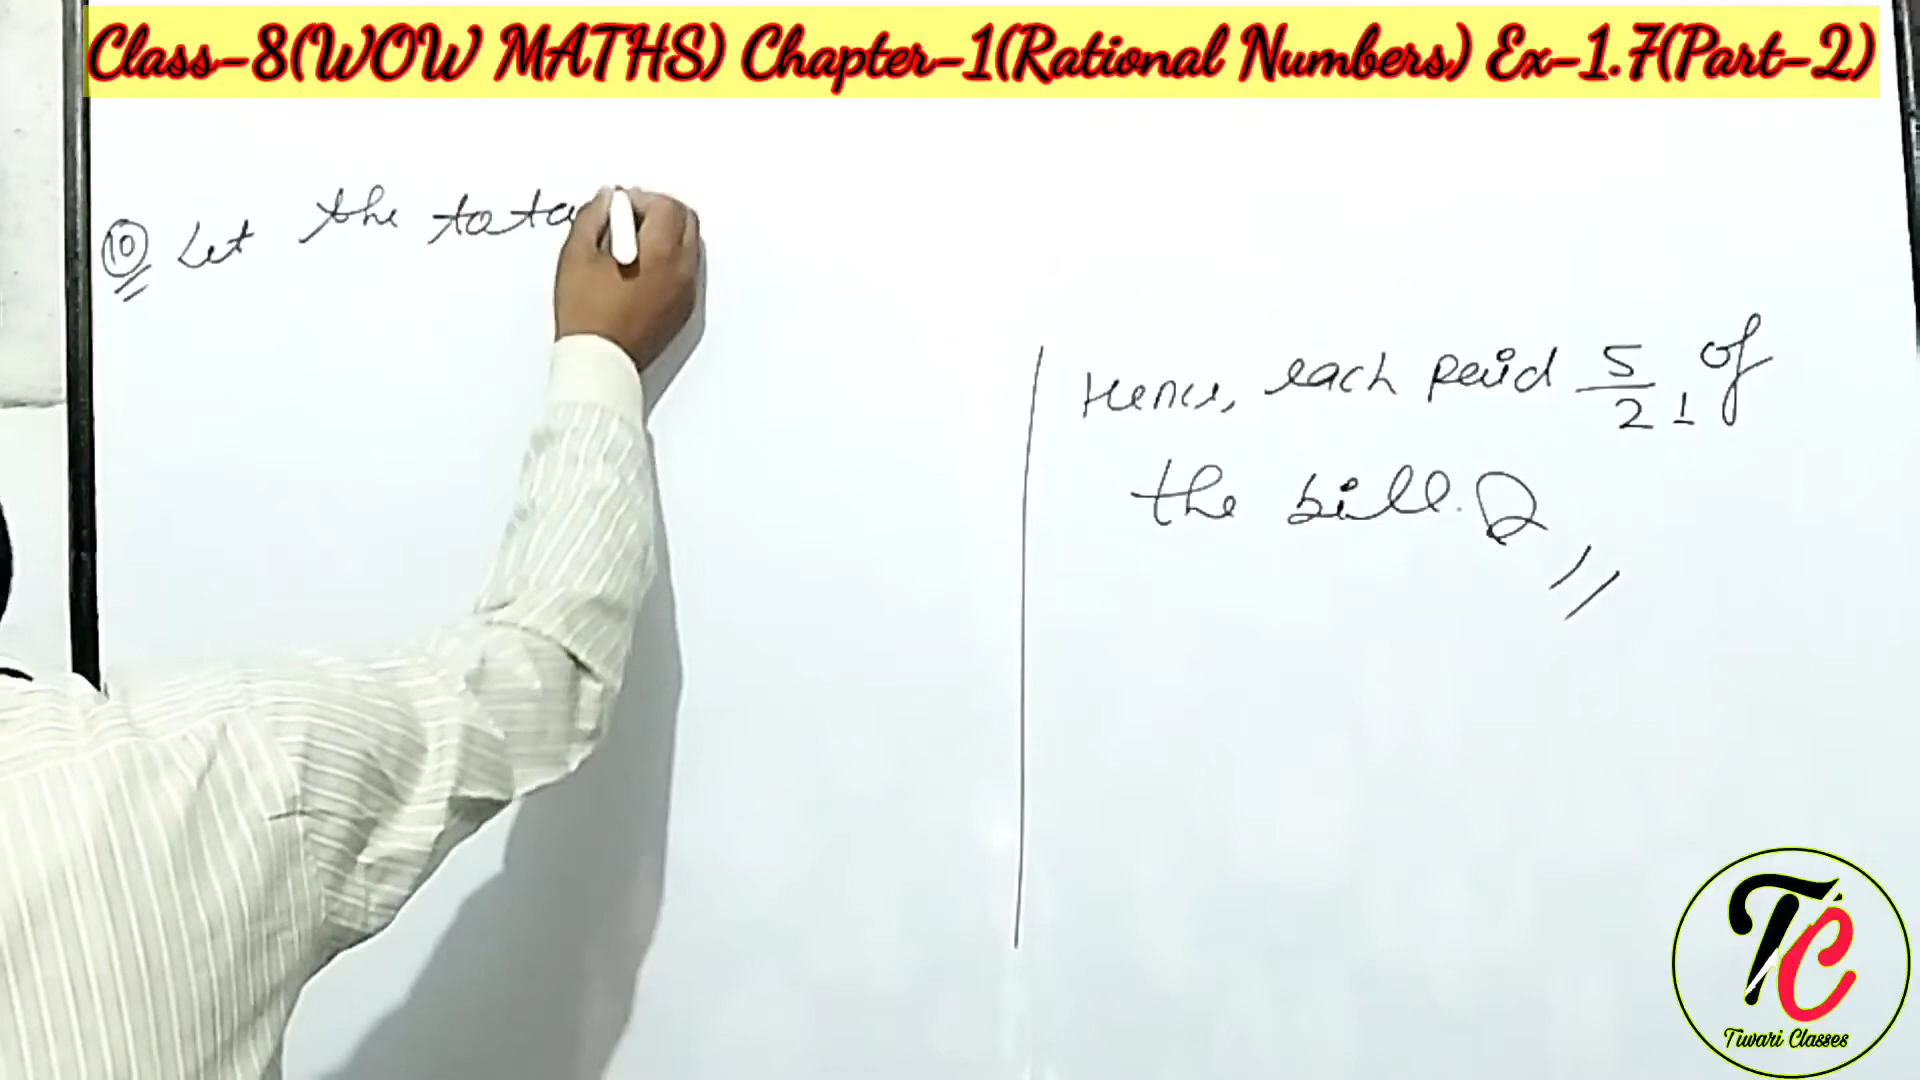 Class-8(WOW MATHS) Chapter-1(Rational Numbers) Ex-1.7(Part-2)
10 Let the tota
Hence, each paid 5/21 of
the bill.
TC
Tiwari Classes